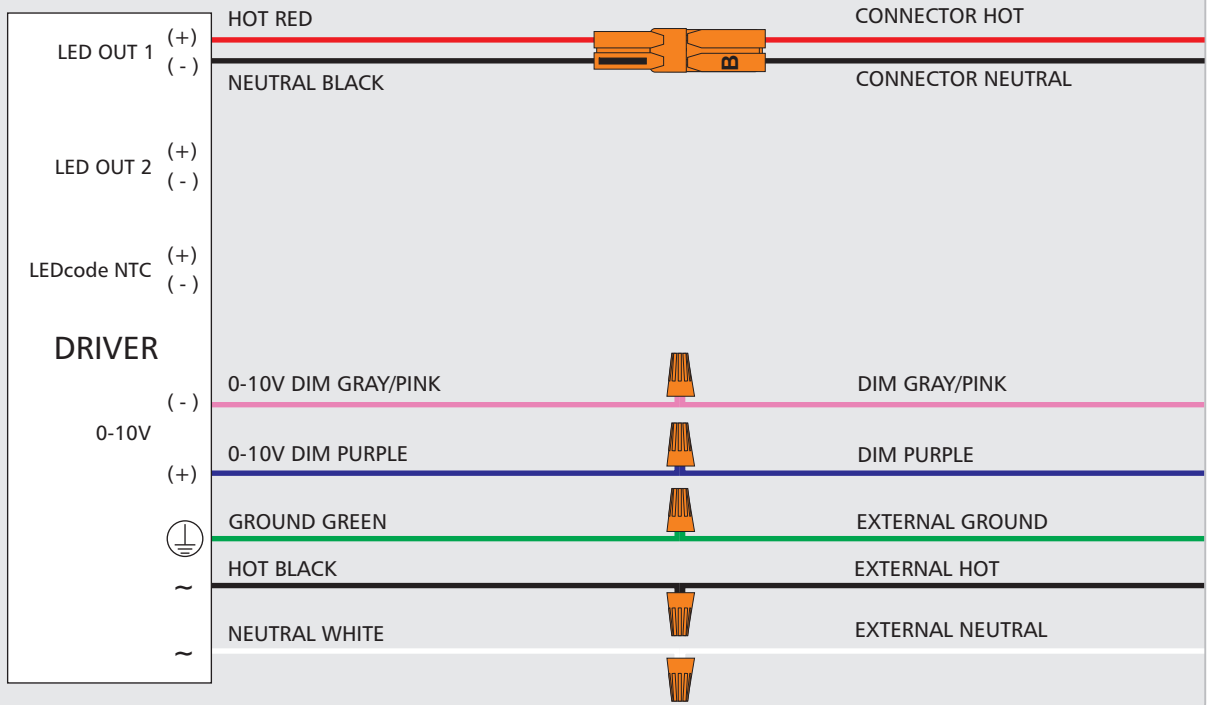 HOT RED
CONNECTOR HOT
LED OUT 1 (+)
(-)
B
NEUTRAL BLACK
CONNECTOR NEUTRAL
LED OUT 2 (+)
(-)
LEDcode NTC (+)
(-)
DRIVER
0-10V DIM GRAY/PINK
DIM GRAY/PINK
(-)
0-10V
0-10V DIM PURPLE
DIM PURPLE
(+)
GROUND GREEN
EXTERNAL GROUND
HOT BLACK
EXTERNAL HOT
~
NEUTRAL WHITE
EXTERNAL NEUTRAL
~